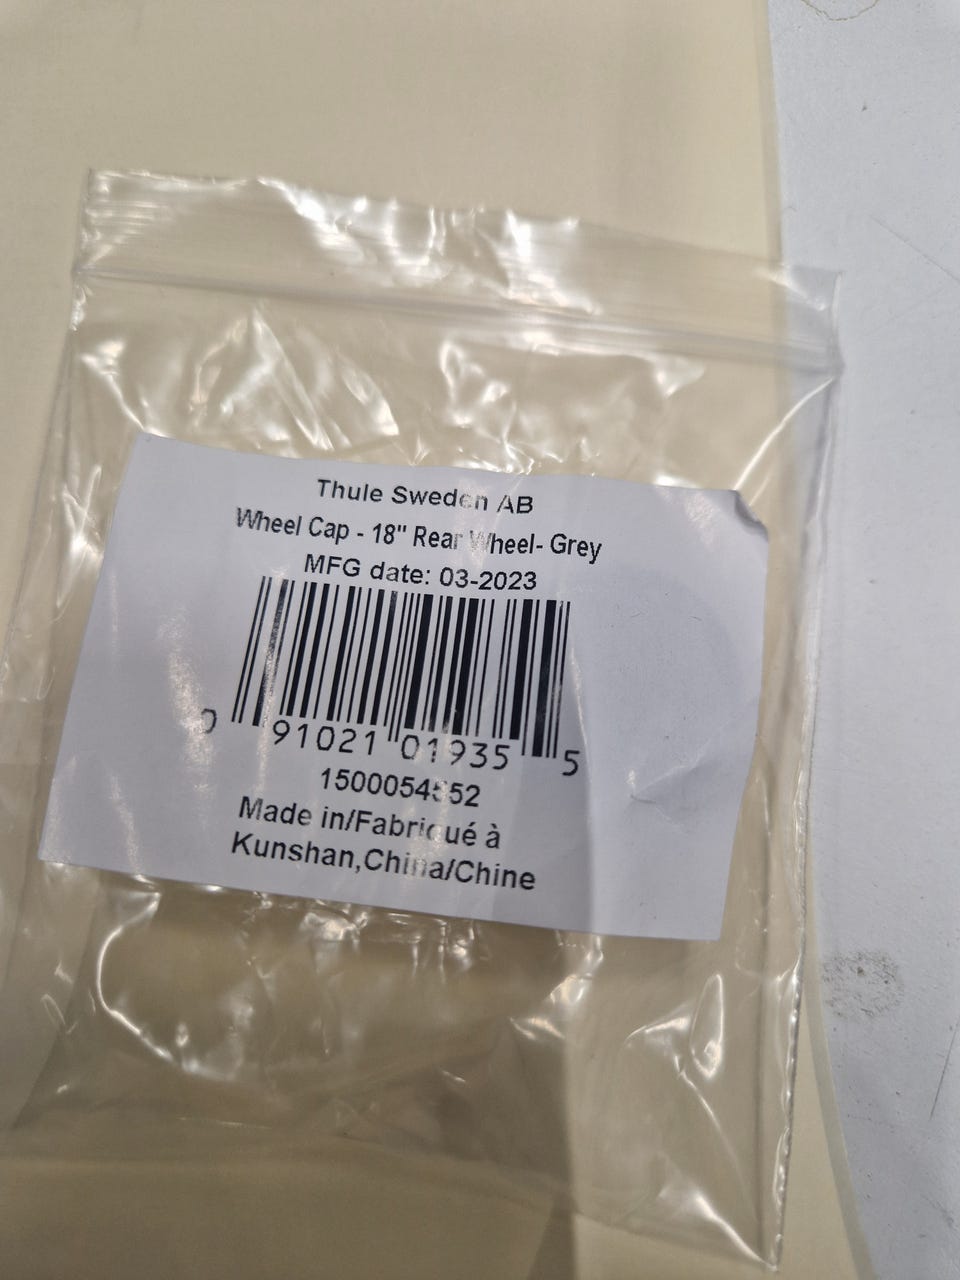 Thule Sweden AB
Wheel Cap - 18" Rear Wheel- Grey
MFG date: 03-2023
0 91021 01935 5
Made in/Fabriqué à
Kunshan,China/Chine